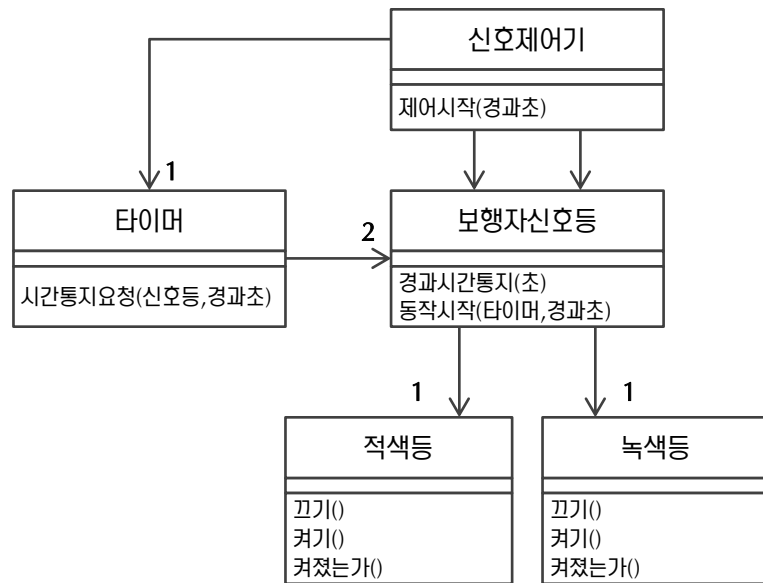 신호제어기
제어시작(경과초)
1
타이머
시간통지요청(신호등,경과초)
2
보행자신호등
경과시간통지(초)
동작시작(타이머,경과초)
1
1
적색등
끄기()
켜기()
켜졌는가()
녹색등
끄기()
켜기()
켜졌는가()